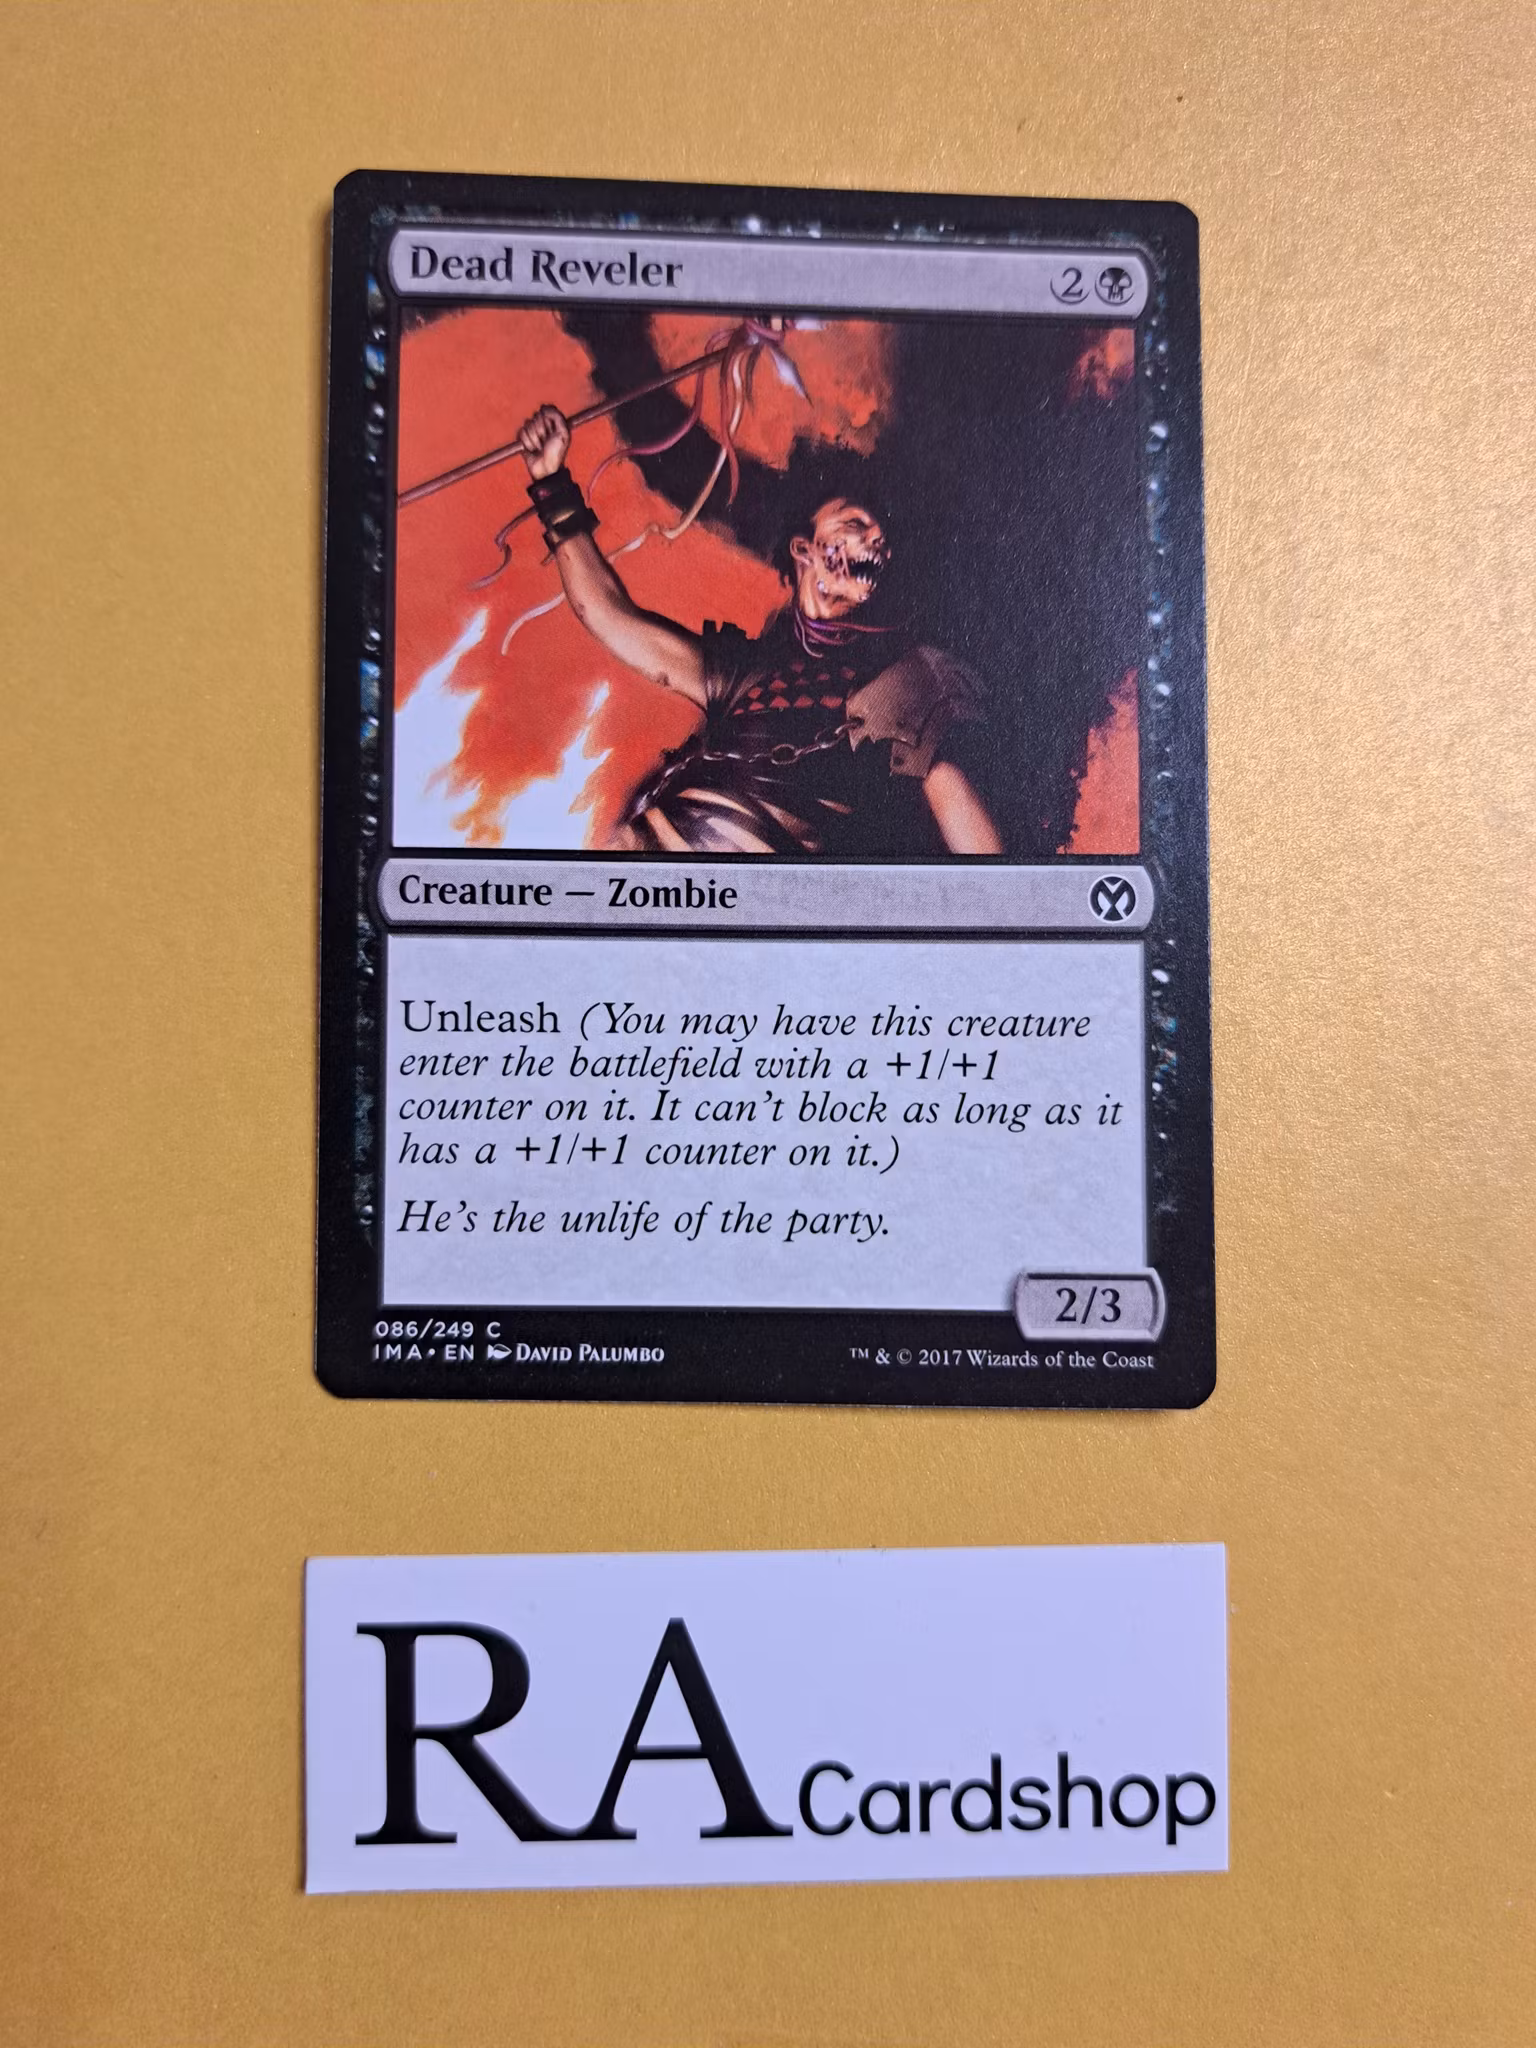 Dead Reveler
2
Creature — Zombie
Unleash (You may have this creature
enter the battlefield with a +1/+1
counter on it. It can't block as long as it
has a +1/+1 counter on it.)
He's the unlife of the party.
2/3
086/249 C
IMA • EN DAVID PALUMBO
™ & © 2017 Wizards of the Coast
RA Cardshop